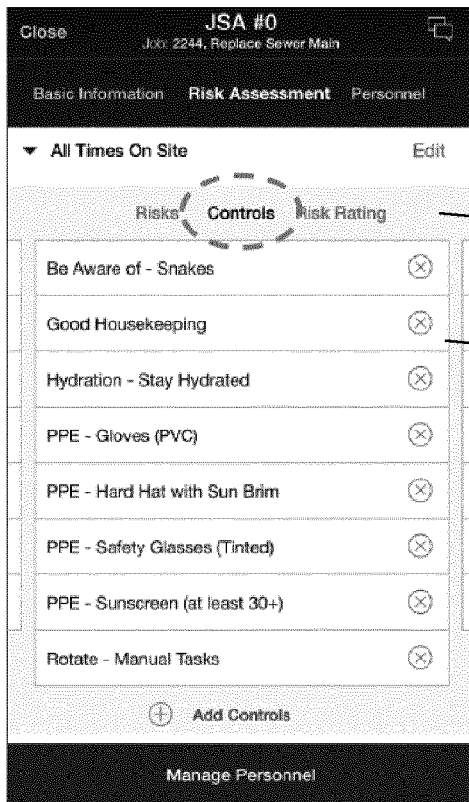 Close JSA #0
Job: 2244, Replace Sewer Main
Basic Information Risk Assessment Personnel
All Times On Site Edit
Risks Controls Risk Rating
Be Aware of - Snakes
Good Housekeeping
Hydration - Stay Hydrated
PPE - Gloves (PVC)
PPE - Hard Hat with Sun Brim
PPE - Safety Glasses (Tinted)
PPE - Sunscreen (at least 30+)
Rotate - Manual Tasks
Add Controls
Manage Personnel